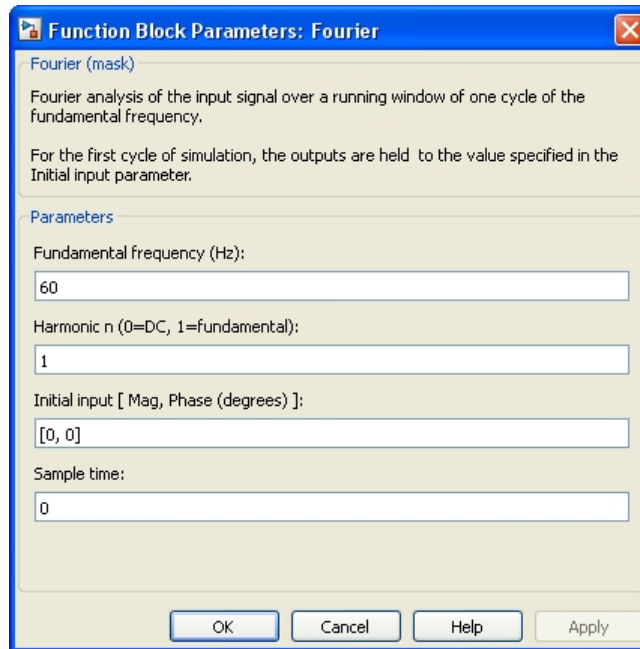 Function Block Parameters: Fourier
Fourier (mask)
Fourier analysis of the input signal over a running window of one cycle of the
fundamental frequency.
For the first cycle of simulation, the outputs are held  to the value specified in the
Initial input parameter.
Parameters
Fundamental frequency (Hz):
60
Harmonic n (0=DC, 1=fundamental):
1
Initial input [ Mag, Phase (degrees) ]:
[0, 0]
Sample time:
0
OK Cancel Help Apply